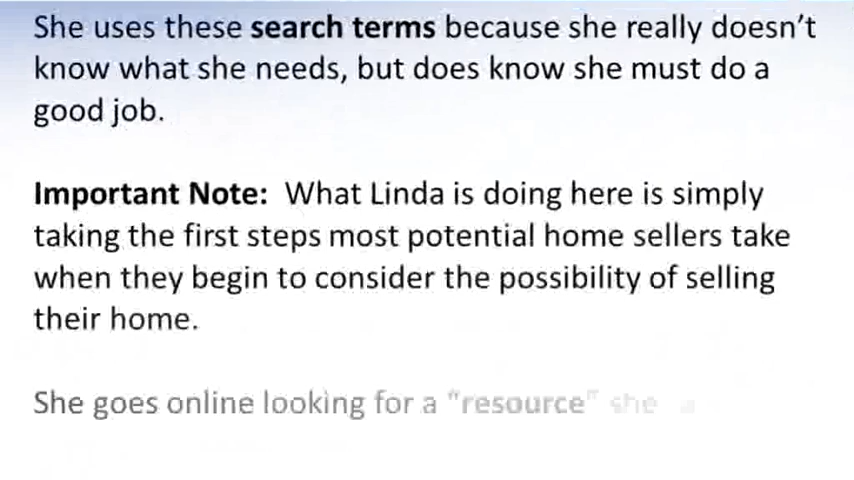 She uses these search terms because she really doesn't
know what she needs, but does know she must do a
good job.
Important Note:  What Linda is doing here is simply
taking the first steps most potential home sellers take
when they begin to consider the possibility of selling
their home.
She goes online looking for a "resource" she